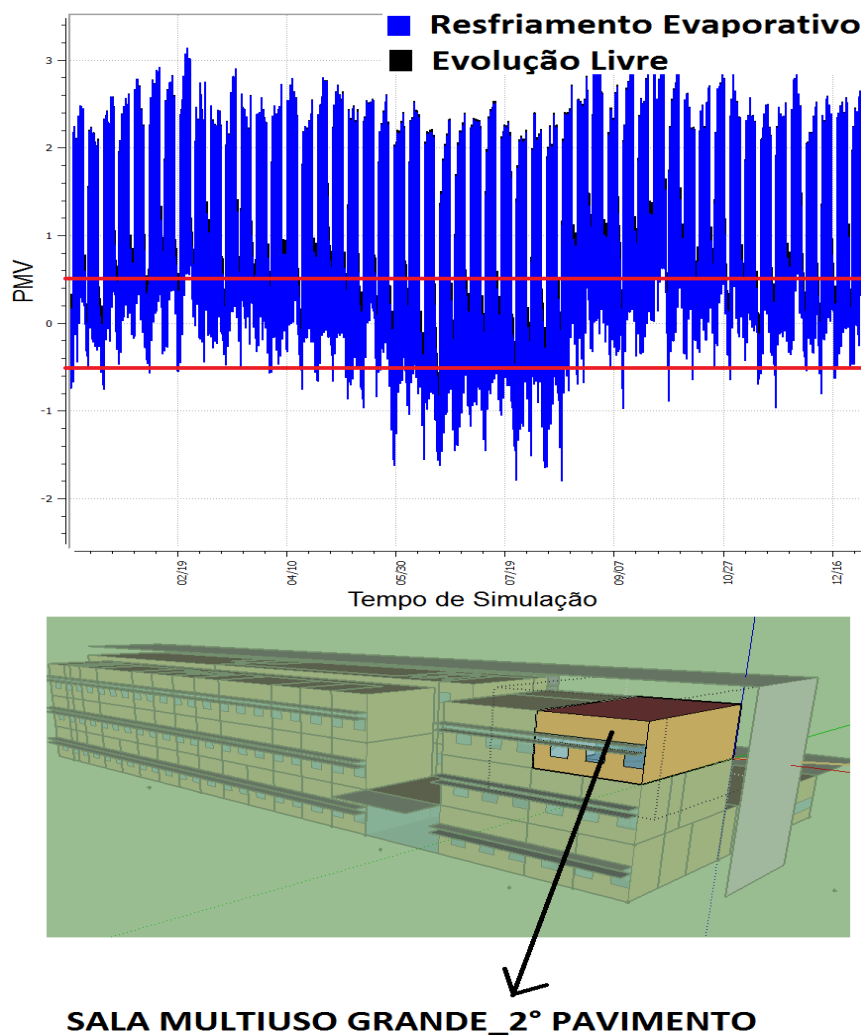 Resfriamento Evaporativo
Evolução Livre
3
2
1
0
-1
-2
PMV
02/19
04/10
05/30
07/19
09/07
10/27
12/16
Tempo de Simulação
SALA MULTIUSO GRANDE_2° PAVIMENTO